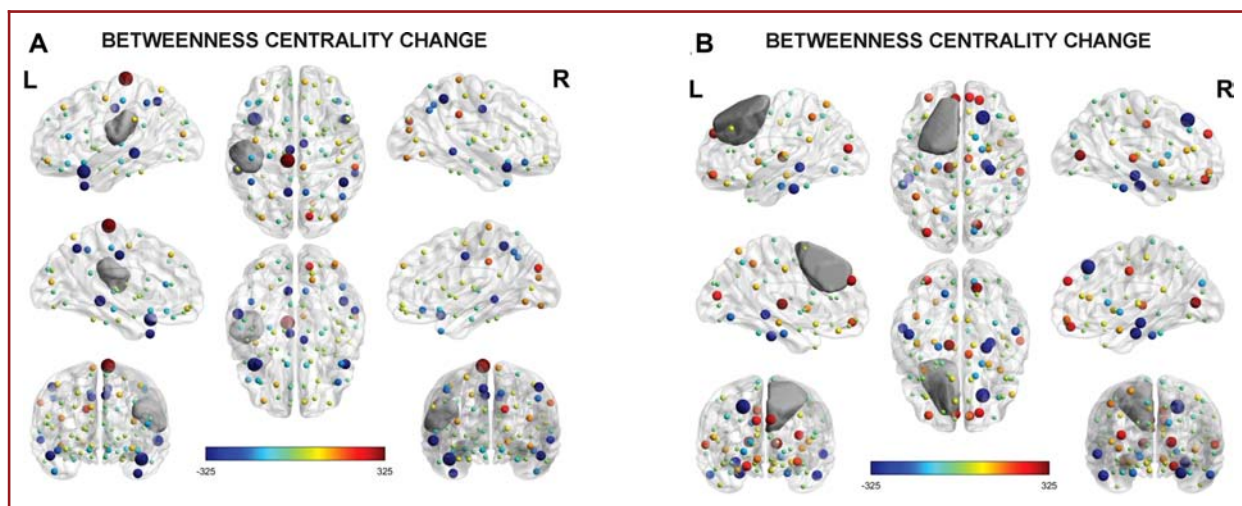 A BETWEENNESS CENTRALITY CHANGE
L R
-325 325
B BETWEENNESS CENTRALITY CHANGE
L R
-325 325